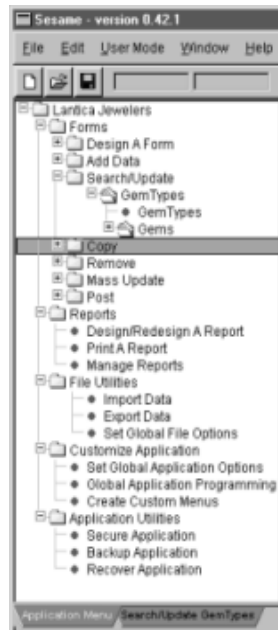 Sesame - version 0.42.1
File Edit User Mode Window Help
Lantica Jewelers
Forms
Design A Form
Add Data
Search/Update
GemTypes
GemTypes
Gems
Copy
Remove
Mass Update
Post
Reports
Design/Redesign A Report
Print A Report
Manage Reports
File Utilities
Import Data
Export Data
Set Global File Options
Customize Application
Set Global Application Options
Global Application Programming
Create Custom Menus
Application Utilities
Secure Application
Backup Application
Recover Application
Application Menu Search/Update GemTypes